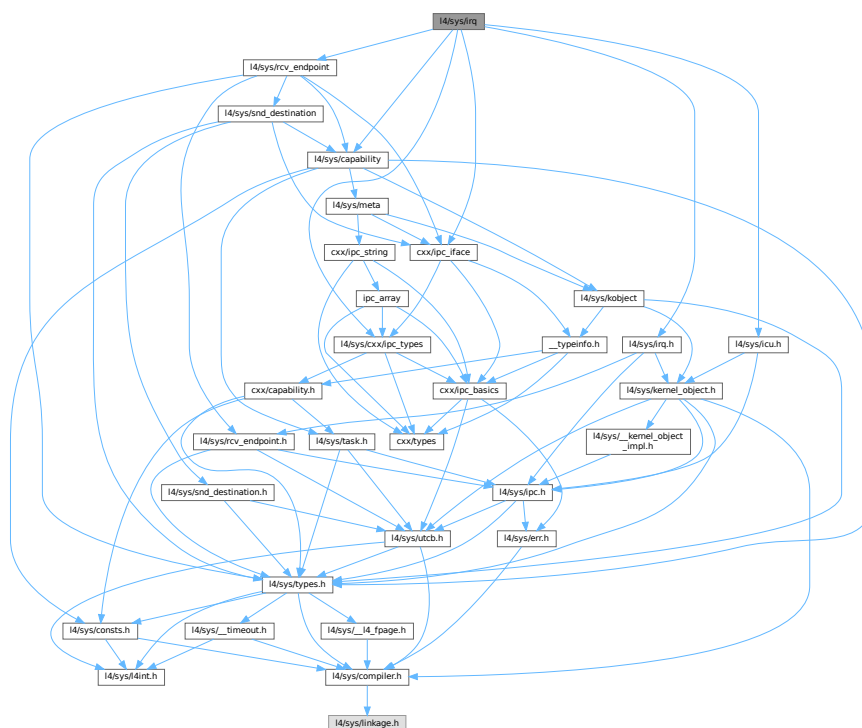 l4/sys/irq
l4/sys/rcv_endpoint
l4/sys/snd_destination
l4/sys/capability
l4/sys/meta
cxx/ipc_string
cxx/ipc_iface
ipc_array
l4/sys/kobject
l4/sys/cxx/ipc_types
__typeinfo.h
l4/sys/irq.h
l4/sys/icu.h
cxx/capability.h
cxx/ipc_basics
l4/sys/kernel_object.h
l4/sys/rcv_endpoint.h
l4/sys/task.h
cxx/types
l4/sys/__kernel_object
_impl.h
l4/sys/snd_destination.h
l4/sys/ipc.h
l4/sys/utcb.h
l4/sys/err.h
l4/sys/types.h
l4/sys/consts.h
l4/sys/__timeout.h
l4/sys/__l4_fpage.h
l4/sys/l4int.h
l4/sys/compiler.h
l4/sys/linkage.h